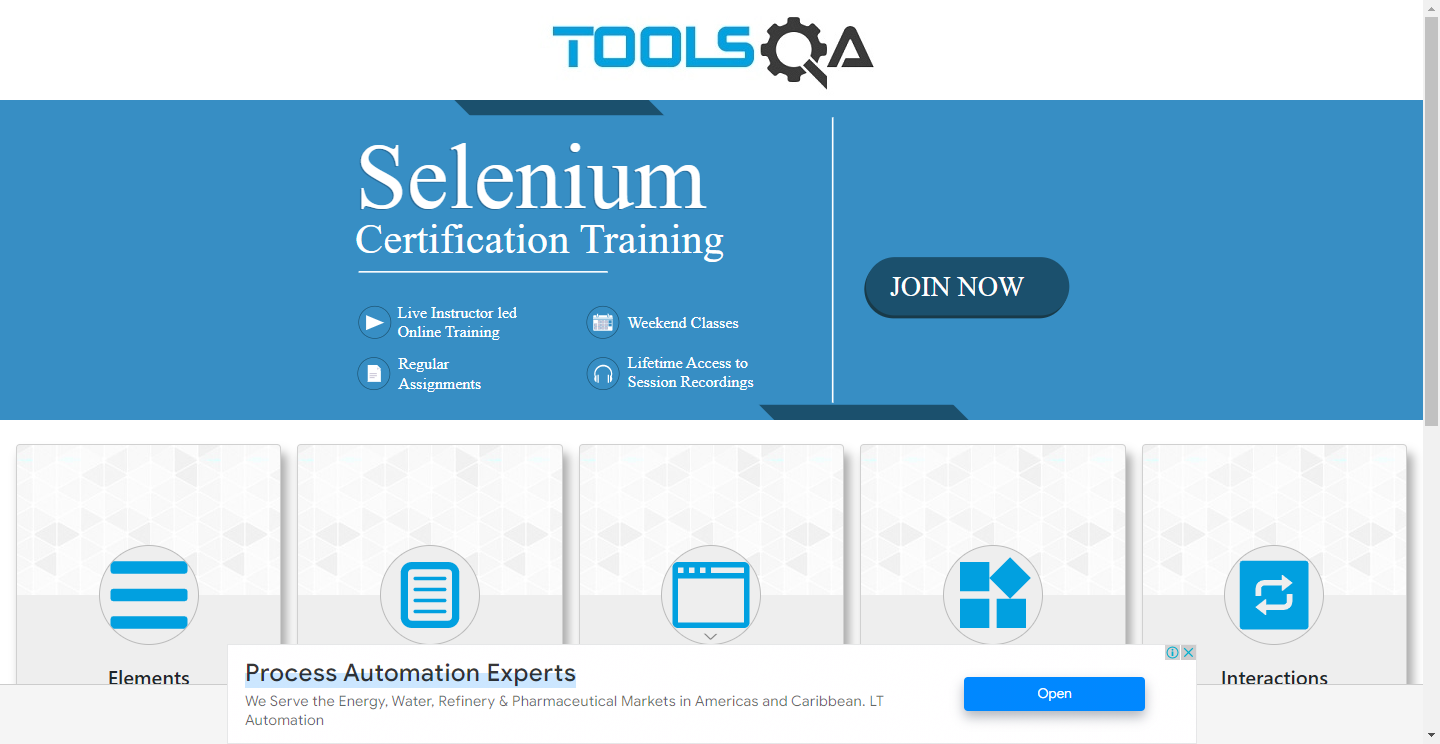 TOOLSQA
Selenium
Certification Training
JOIN NOW
Live Instructor led
Online Training
Weekend Classes
Regular
Assignments
Lifetime Access to
Session Recordings
Elements
Interactions
Process Automation Experts
We Serve the Energy, Water, Refinery & Pharmaceutical Markets in Americas and Caribbean. LT
Automation
Open